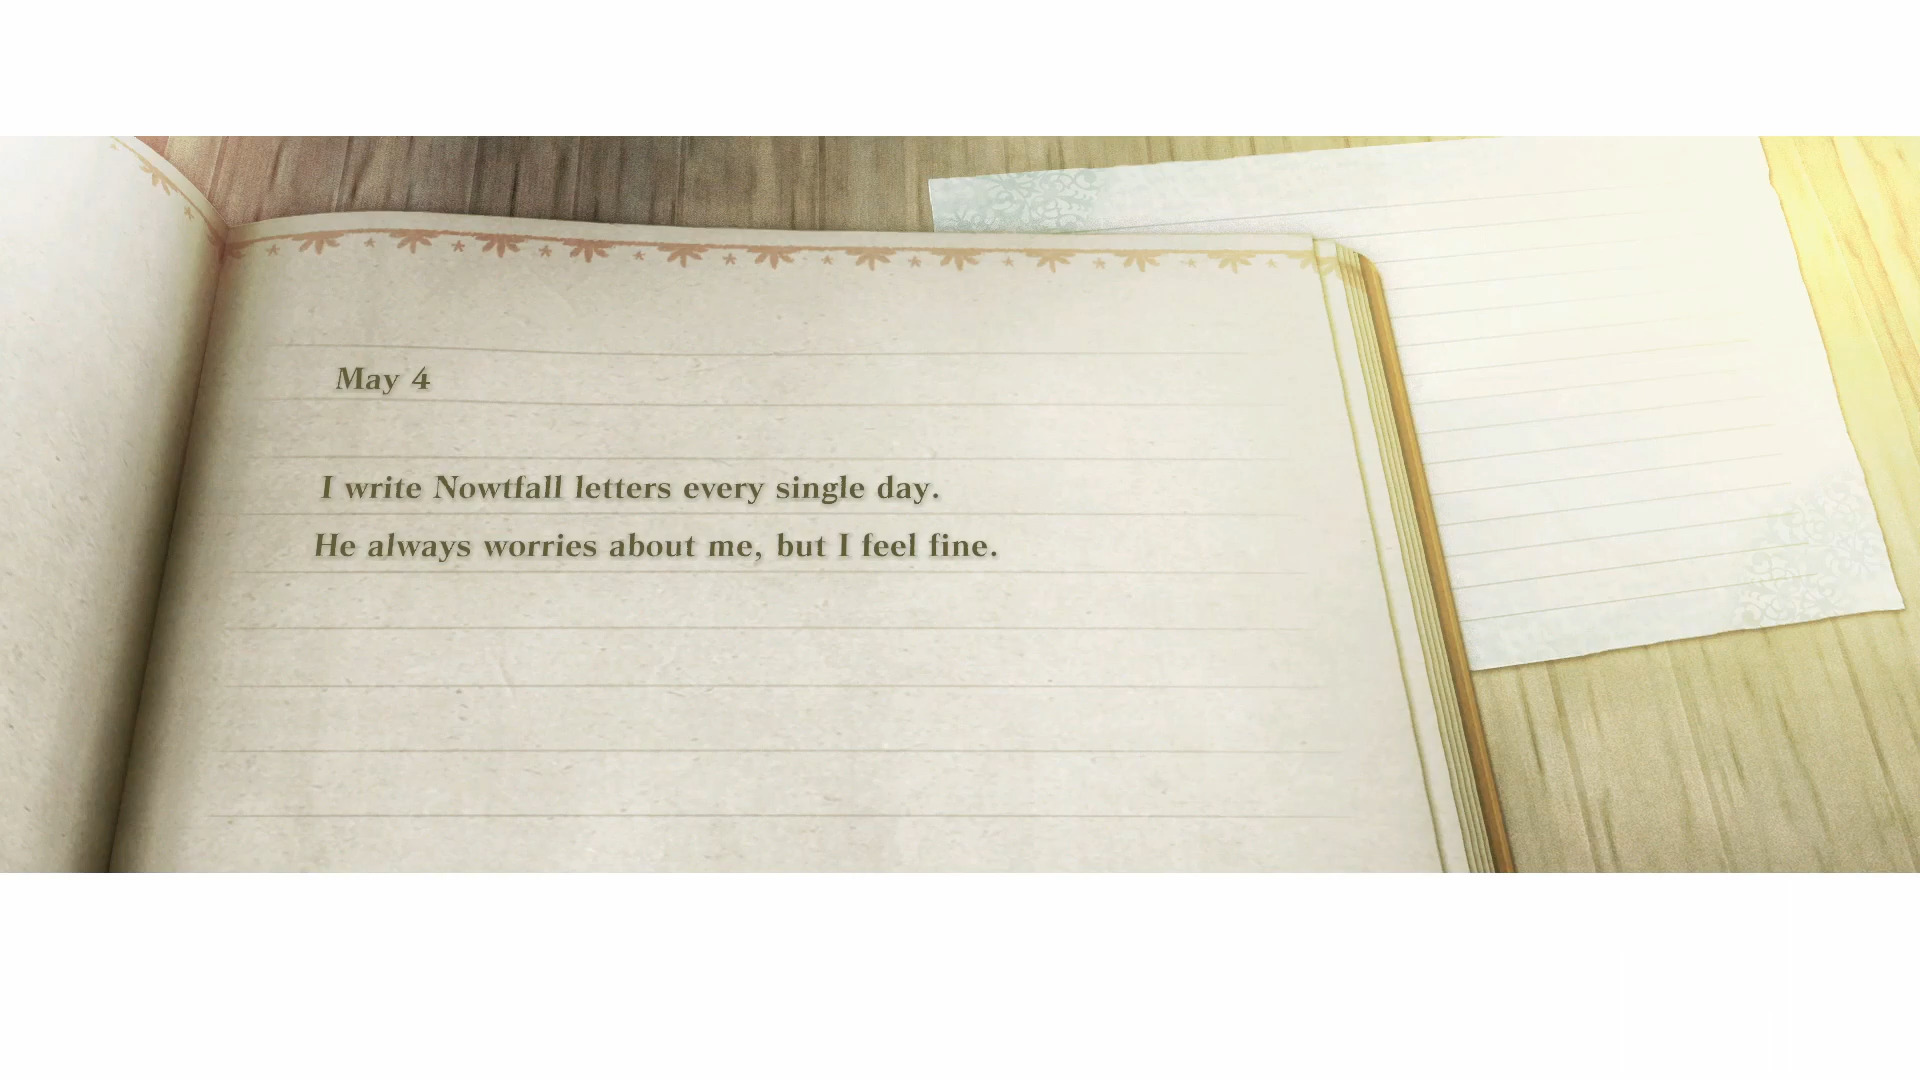 May 4
I write Nowtfall letters every single day.
He always worries about me, but I feel fine.